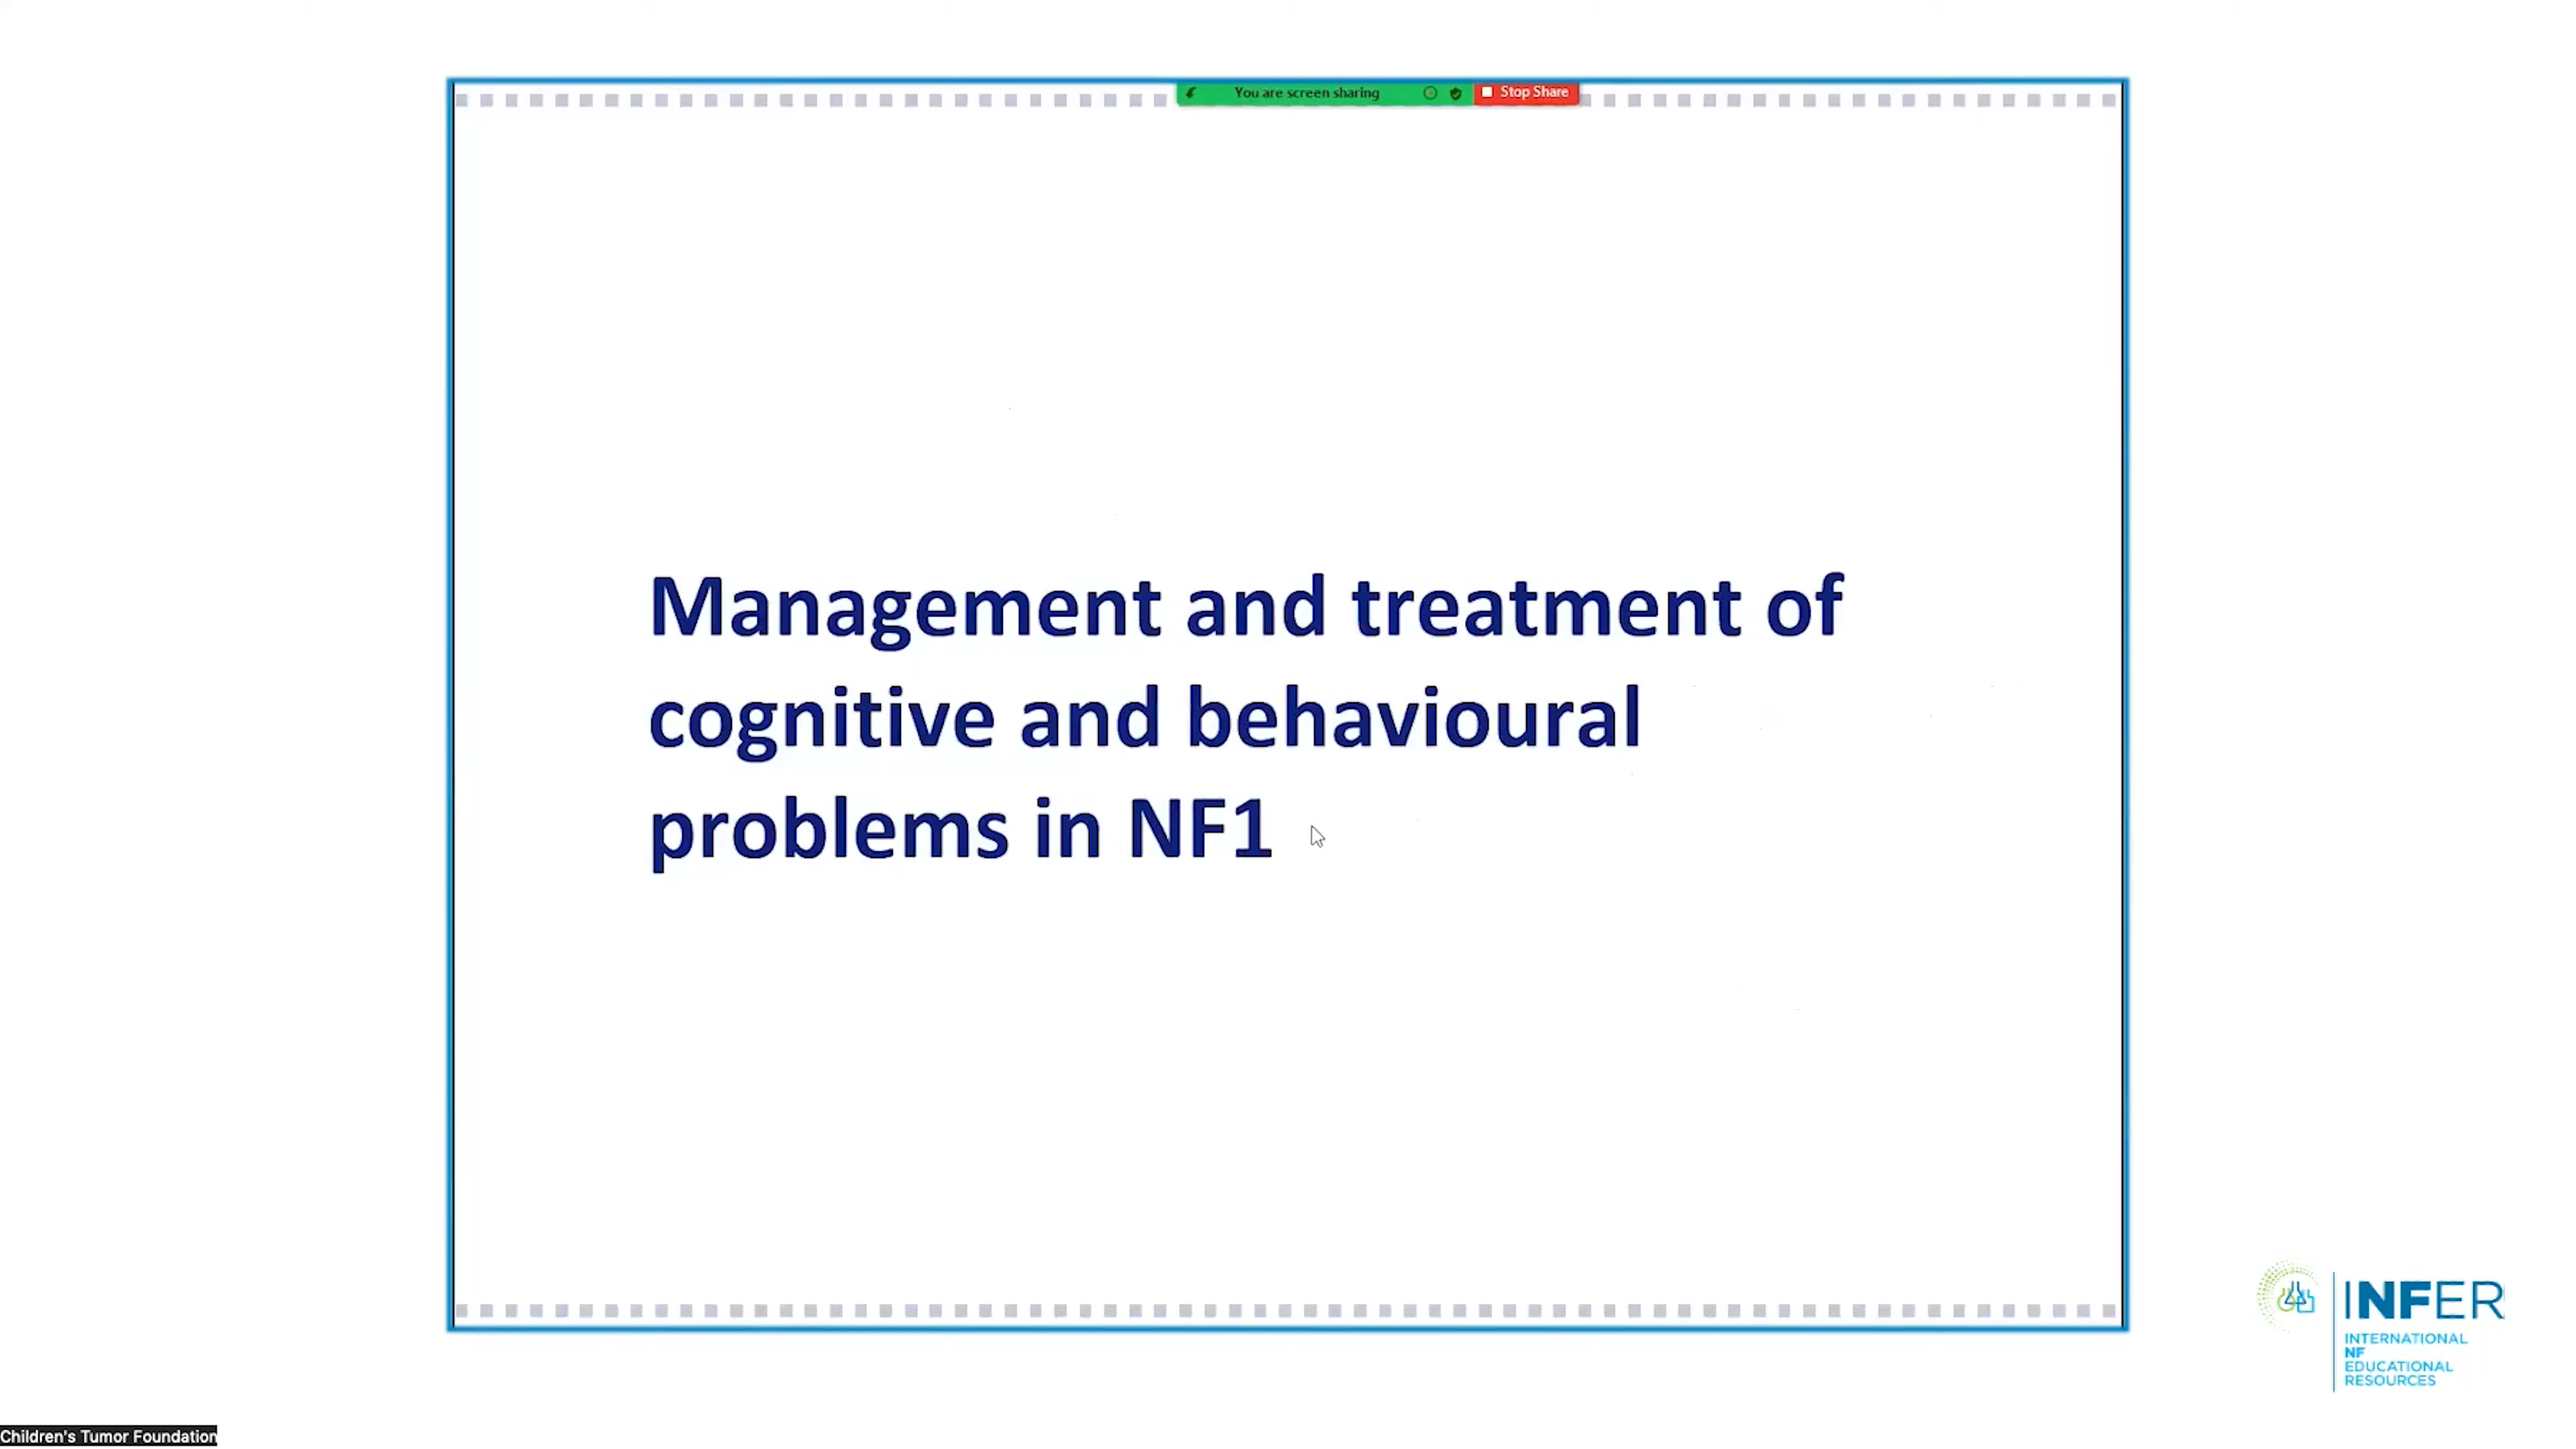 You are screen sharing
Stop Share
Management and treatment of
cognitive and behavioural
problems in NF1
INFER
INTERNATIONAL
NF
EDUCATIONAL
RESOURCES
Children's Tumor Foundation